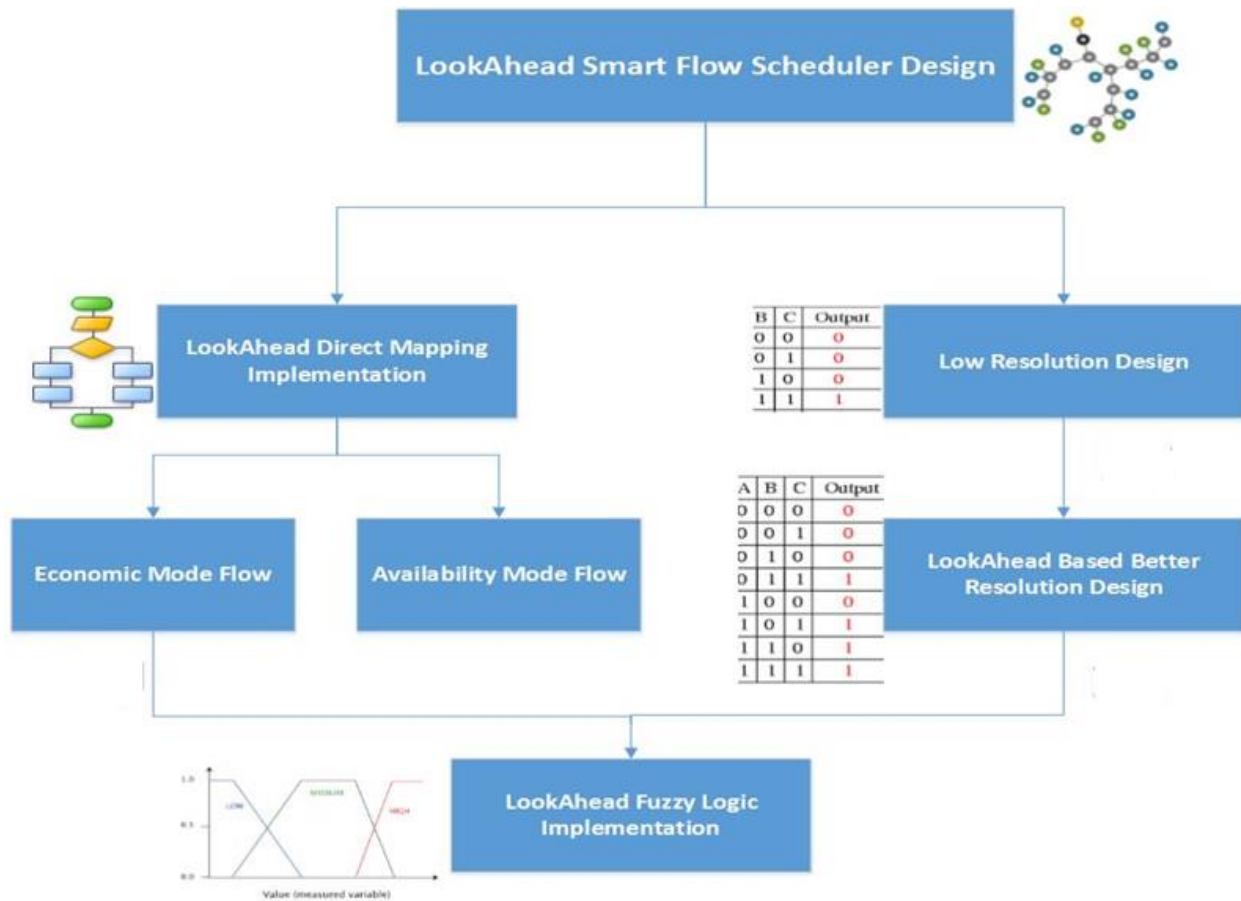 LookAhead Smart Flow Scheduler Design
LookAhead Direct Mapping
Implementation
B C Output
0 0 0
0 1 0
1 0 0
1 1 1
Low Resolution Design
Economic Mode Flow
Availability Mode Flow
A B C Output
0 0 0 0
0 0 1 0
0 1 0 0
0 1 1 1
1 0 0 0
1 0 1 1
1 1 0 1
1 1 1 1
LookAhead Based Better
Resolution Design
1.0
LOW
MEDIUM
HIGH
0.5
0.0
Value (measured variable)
LookAhead Fuzzy Logic
Implementation